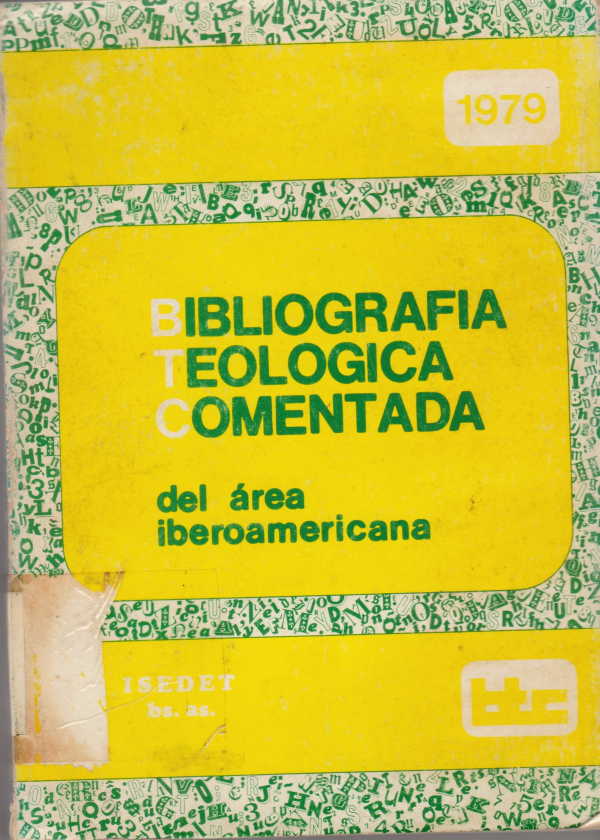 1979
BIBLIOGRAFIA
TEOLOGICA
COMENTADA
del área
iberoamericana
ISEDET
bs. as.
btc